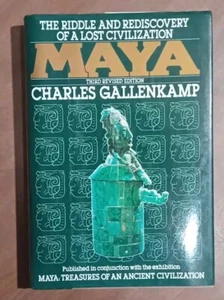 THE RIDDLE AND REDISCOVERY
OF A LOST CIVILIZATION
MAYA
THIRD REVISED EDITION
CHARLES GALLENKAMP
Published in conjunction with the exhibition
MAYA: TREASURES OF AN ANCIENT CIVILIZATION